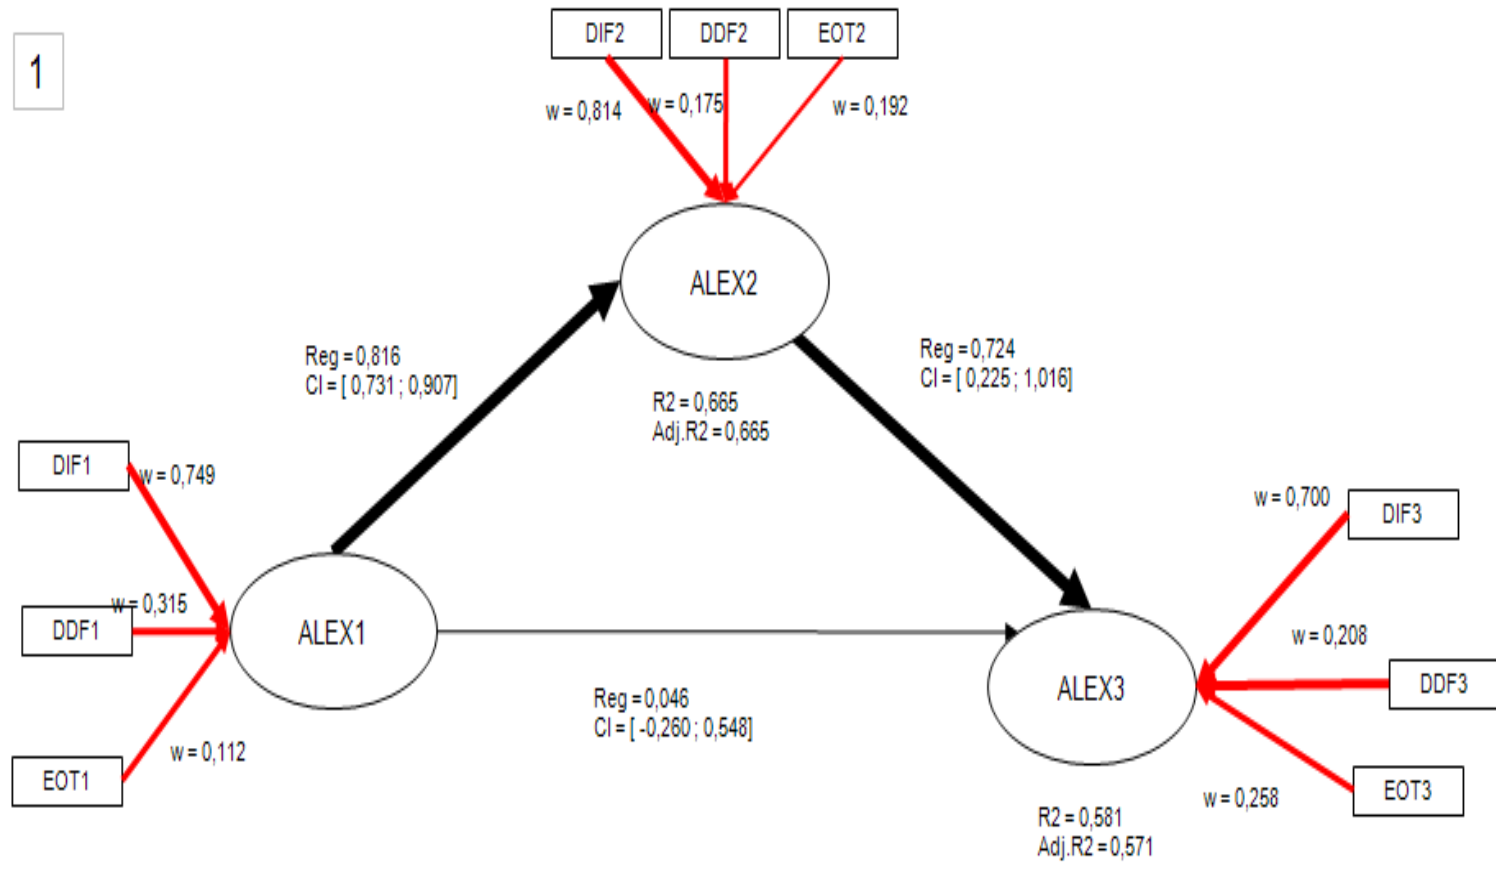 1
DIF2
DDF2
EOT2
w = 0,814
w = 0,175
w = 0,192
ALEX2
Reg = 0,816
CI = [ 0,731 ; 0,907]
Reg = 0,724
CI = [ 0,225 ; 1,016]
R2 = 0,665
Adj.R2 = 0,665
DIF1
w = 0,749
w = 0,700
DIF3
w = 0,315
DDF1
ALEX1
w = 0,208
ALEX3
DDF3
Reg = 0,046
CI = [ -0,260 ; 0,548]
w = 0,112
EOT1
w = 0,258
EOT3
R2 = 0,581
Adj.R2 = 0,571